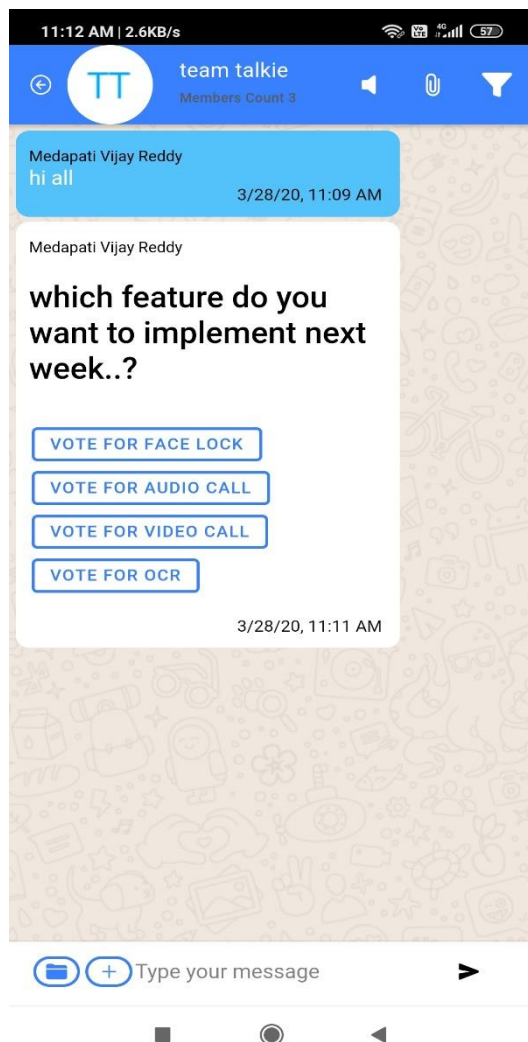 11:12 AM | 2.6KB/s
Vo LTE 4G 57
TT
team talkie
Members Count 3
Medapati Vijay Reddy
hi all
3/28/20, 11:09 AM
Medapati Vijay Reddy
which feature do you
want to implement next
week..?
VOTE FOR FACE LOCK
VOTE FOR AUDIO CALL
VOTE FOR VIDEO CALL
VOTE FOR OCR
3/28/20, 11:11 AM
Type your message